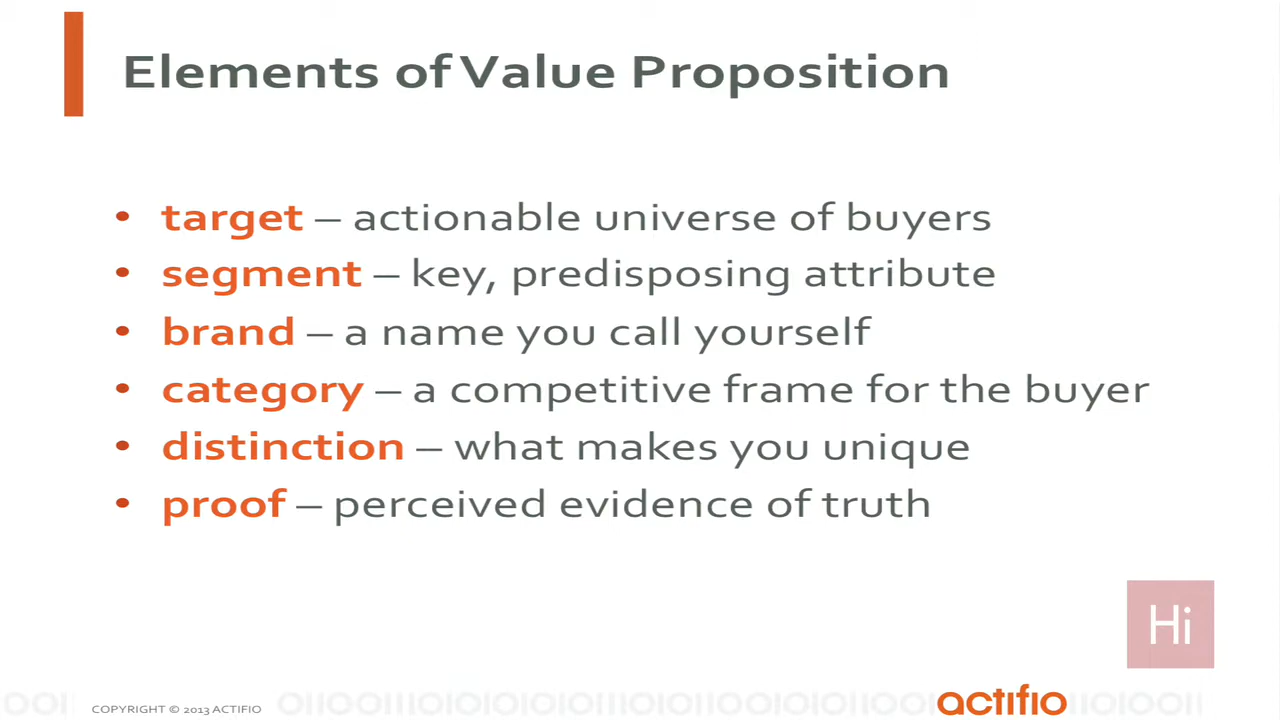 Elements of Value Proposition
• target – actionable universe of buyers
• segment – key, predisposing attribute
• brand – a name you call yourself
• category – a competitive frame for the buyer
• distinction – what makes you unique
• proof – perceived evidence of truth
Hi
COPYRIGHT © 2013 ACTIFIO
actifio